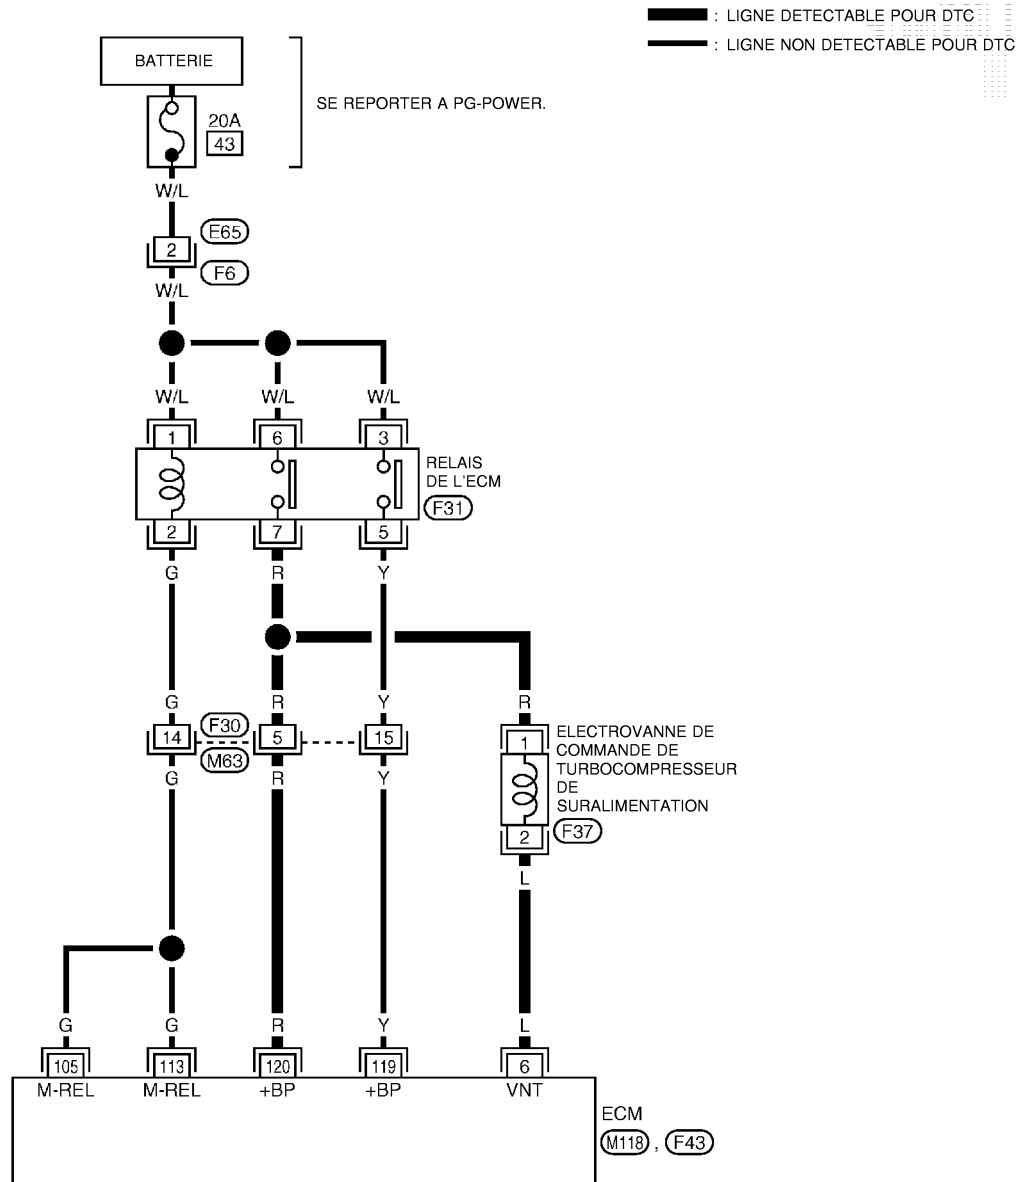 : LIGNE DETECTABLE POUR DTC
: LIGNE NON DETECTABLE POUR DTC
BATTERIE
SE REPORTER A PG-POWER.
20A
43
W/L
E65
2
F6
W/L
W/L W/L W/L
1 6 3
RELAIS
DE L'ECM
F31
2 7 5
G R Y
G R Y R
F30
14 5 15
M63
G R Y
1
ELECTROVANNE DE
COMMANDE DE
TURBOCOMPRESSEUR
DE
SURALIMENTATION
F37
2
L
G G R Y L
105 113 120 119 6
M-REL M-REL +BP +BP VNT
ECM
M118 , F43